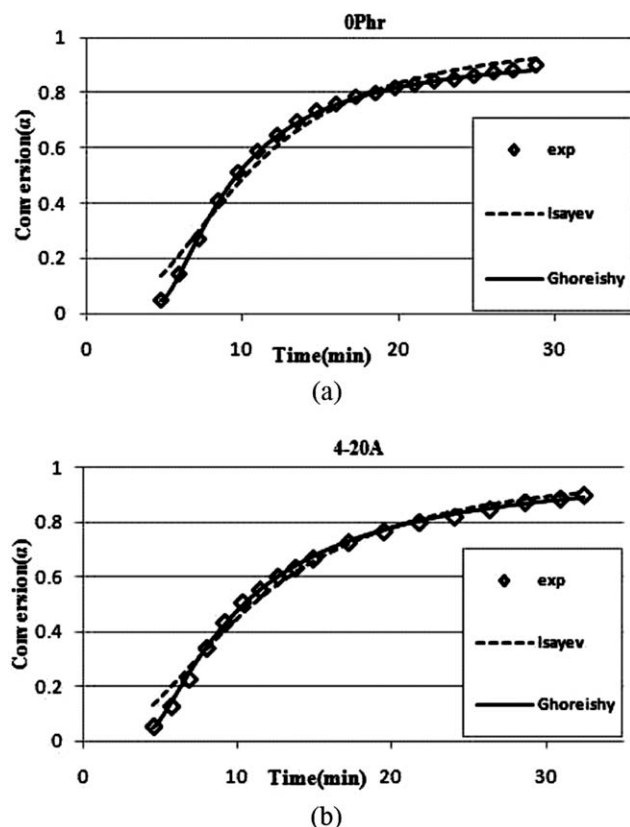 0Phr
1
0.8
0.6
0.4
0.2
0
Conversion(α)
exp
Isayev
Ghoreishy
0 10 20 30
Time(min)
(a)
4-20A
1
0.8
0.6
0.4
0.2
0
Conversion(α)
exp
Isayev
Ghoreishy
0 10 20 30
Time(min)
(b)